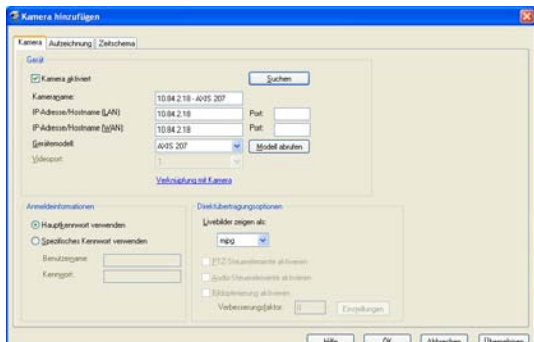 Kamera hinzufügen
Kamera Aufzeichnung Zeitschema
Gerät
Kamera aktiviert
Suchen
Kameraname: 10.84.2.18 - AXIS 207
IP-Adresse/Hostname (LAN) 10.84.2.18 Port:
IP-Adresse/Hostname (WAN) 10.84.2.18 Port:
Gerätemodell: AXIS 207 Modell abrufen
Videoport: 1
Verknüpfung mit Kamera
Anmeldeinformationen
Hauptkennwort verwenden
Spezifisches Kennwort verwenden
Benutzername:
Kennwort:
Direktübertragungsoptionen
Livebilder zeigen als:
mjpg
PTZ-Steuerelemente aktivieren
Audio-Steuerelemente aktivieren
Bildoptimierung aktivieren
Verbesserungsfaktor: 0 Einstellungen
Hilfe OK Abbrechen Übernehmen